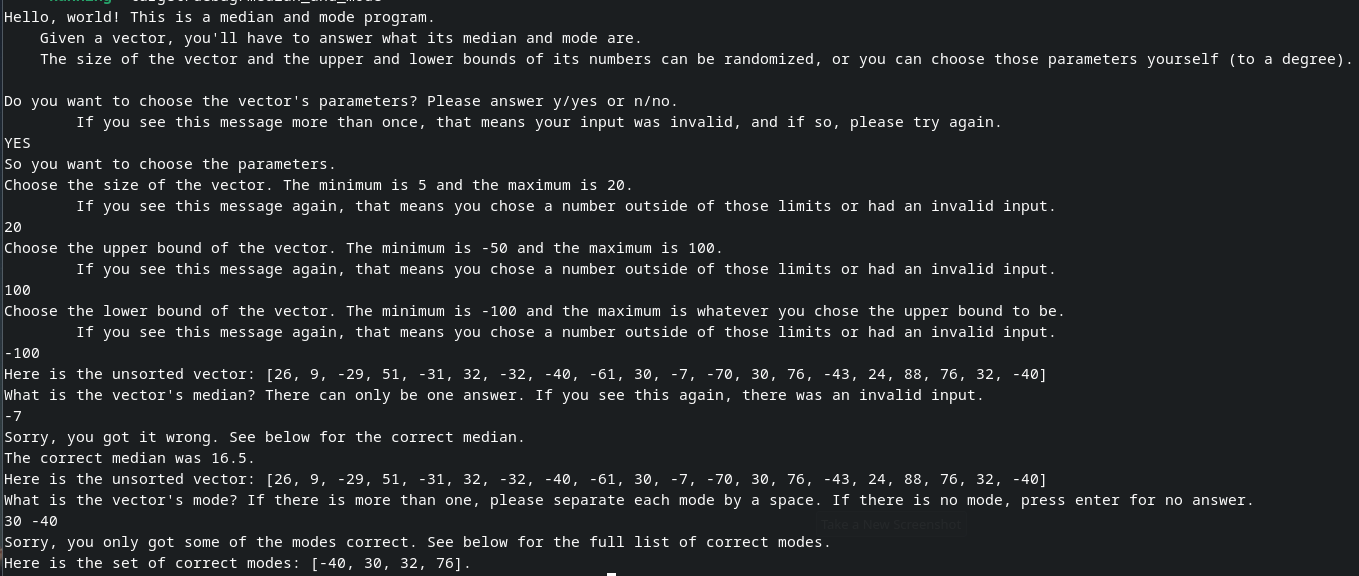 Hello, world! This is a median and mode program.
Given a vector, you'll have to answer what its median and mode are.
The size of the vector and the upper and lower bounds of its numbers can be randomized, or you can choose those parameters yourself (to a degree).
Do you want to choose the vector's parameters? Please answer y/yes or n/no.
If you see this message more than once, that means your input was invalid, and if so, please try again.
YES
So you want to choose the parameters.
Choose the size of the vector. The minimum is 5 and the maximum is 20.
If you see this message again, that means you chose a number outside of those limits or had an invalid input.
20
Choose the upper bound of the vector. The minimum is -50 and the maximum is 100.
If you see this message again, that means you chose a number outside of those limits or had an invalid input.
100
Choose the lower bound of the vector. The minimum is -100 and the maximum is whatever you chose the upper bound to be.
If you see this message again, that means you chose a number outside of those limits or had an invalid input.
-100
Here is the unsorted vector: [26, 9, -29, 51, -31, 32, -32, -40, -61, 30, -7, -70, 30, 76, -43, 24, 88, 76, 32, -40]
What is the vector's median? There can only be one answer. If you see this again, there was an invalid input.
-7
Sorry, you got it wrong. See below for the correct median.
The correct median was 16.5.
Here is the unsorted vector: [26, 9, -29, 51, -31, 32, -32, -40, -61, 30, -7, -70, 30, 76, -43, 24, 88, 76, 32, -40]
What is the vector's mode? If there is more than one, please separate each mode by a space. If there is no mode, press enter for no answer.
30 -40
Take a New Screenshot
Sorry, you only got some of the modes correct. See below for the full list of correct modes.
Here is the set of correct modes: [-40, 30, 32, 76].